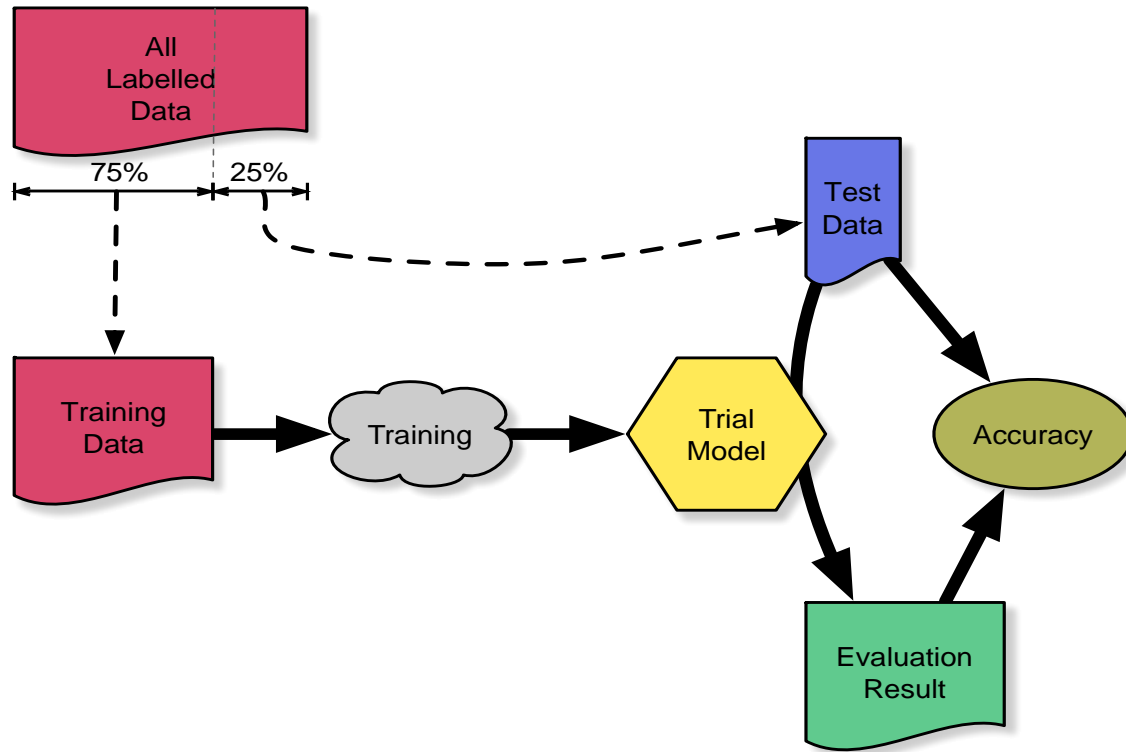 All
Labelled
Data
75%
25%
Test
Data
Training
Data
Training
Trial
Model
Accuracy
Evaluation
Result